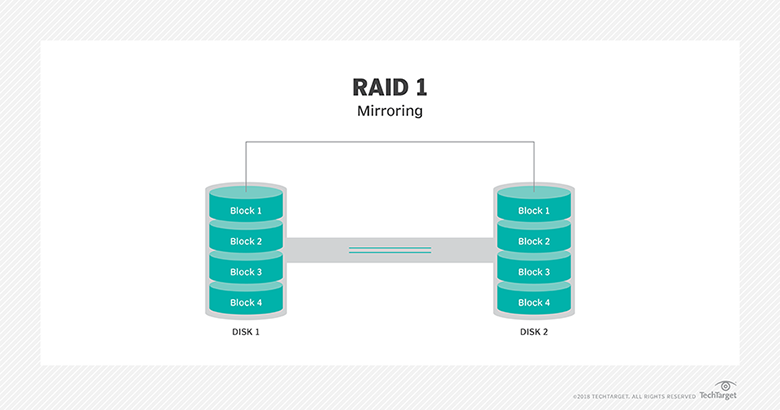 RAID 1
Mirroring
Block 1
Block 2
Block 3
Block 4
DISK 1
Block 1
Block 2
Block 3
Block 4
DISK 2
©2018 TECHTARGET. ALL RIGHTS RESERVED TechTarget